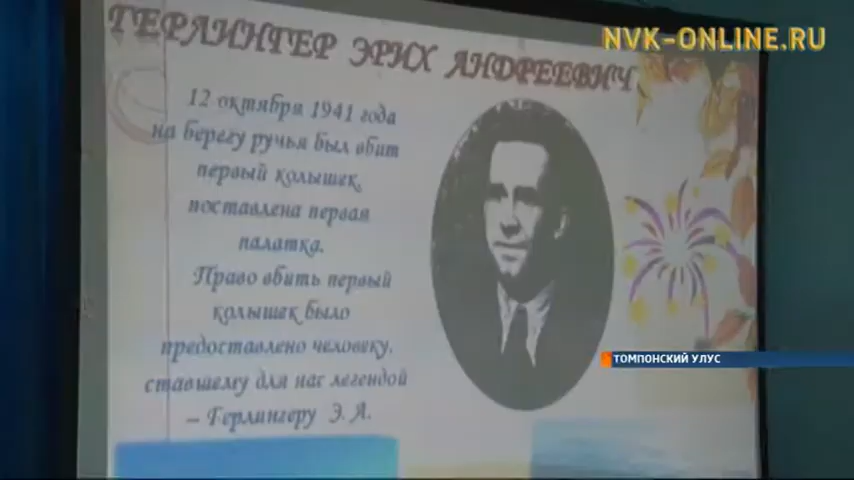 NVK-ONLINE.RU
ГЕРЛИНГЕР ЭРИХ АНДРЕЕВИЧ
12 октября 1941 года
на берегу ручья был вбит
первый колышек,
поставлена первая
палатка.
Право вбить первый
колышек было
предоставлено человеку,
ставшему для нас легендой
– Герлингеру Э. А.
ТОМПОНСКИЙ УЛУС